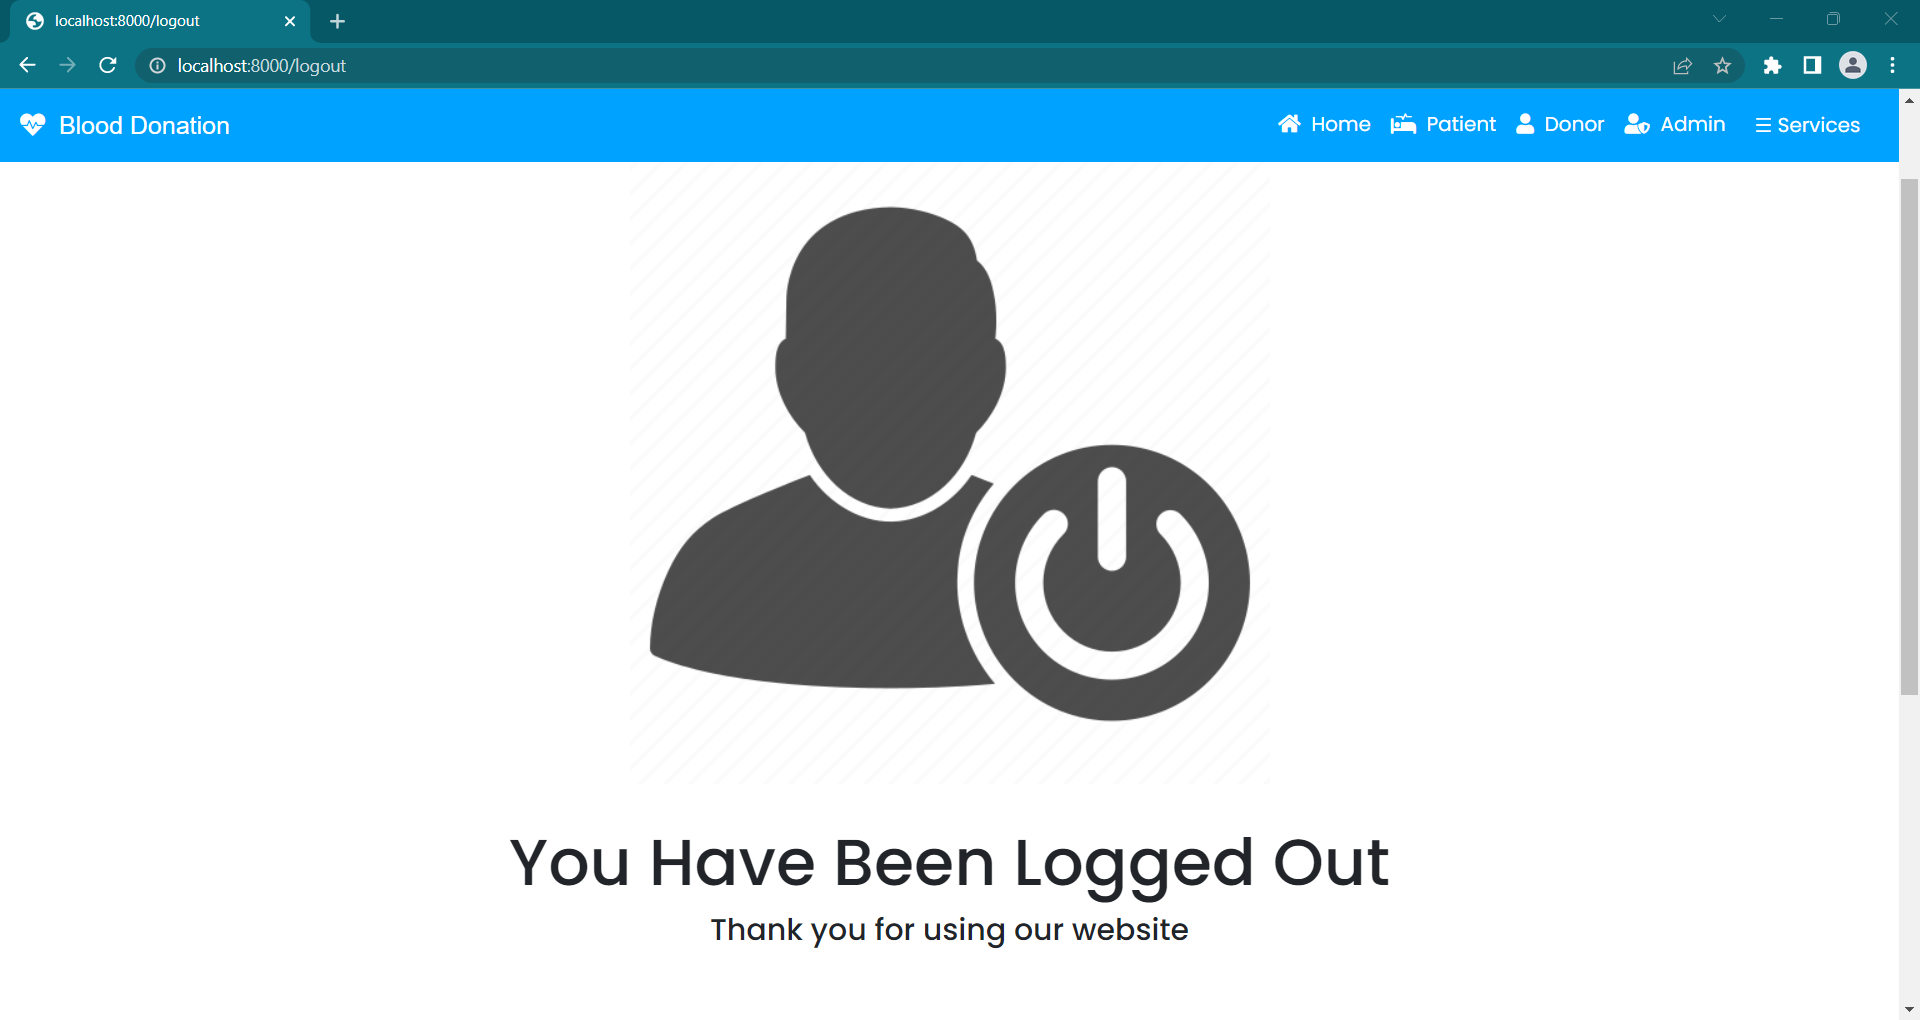 localhost:8000/logout
localhost:8000/logout
Blood Donation
Home Patient Donor Admin Services
You Have Been Logged Out
Thank you for using our website